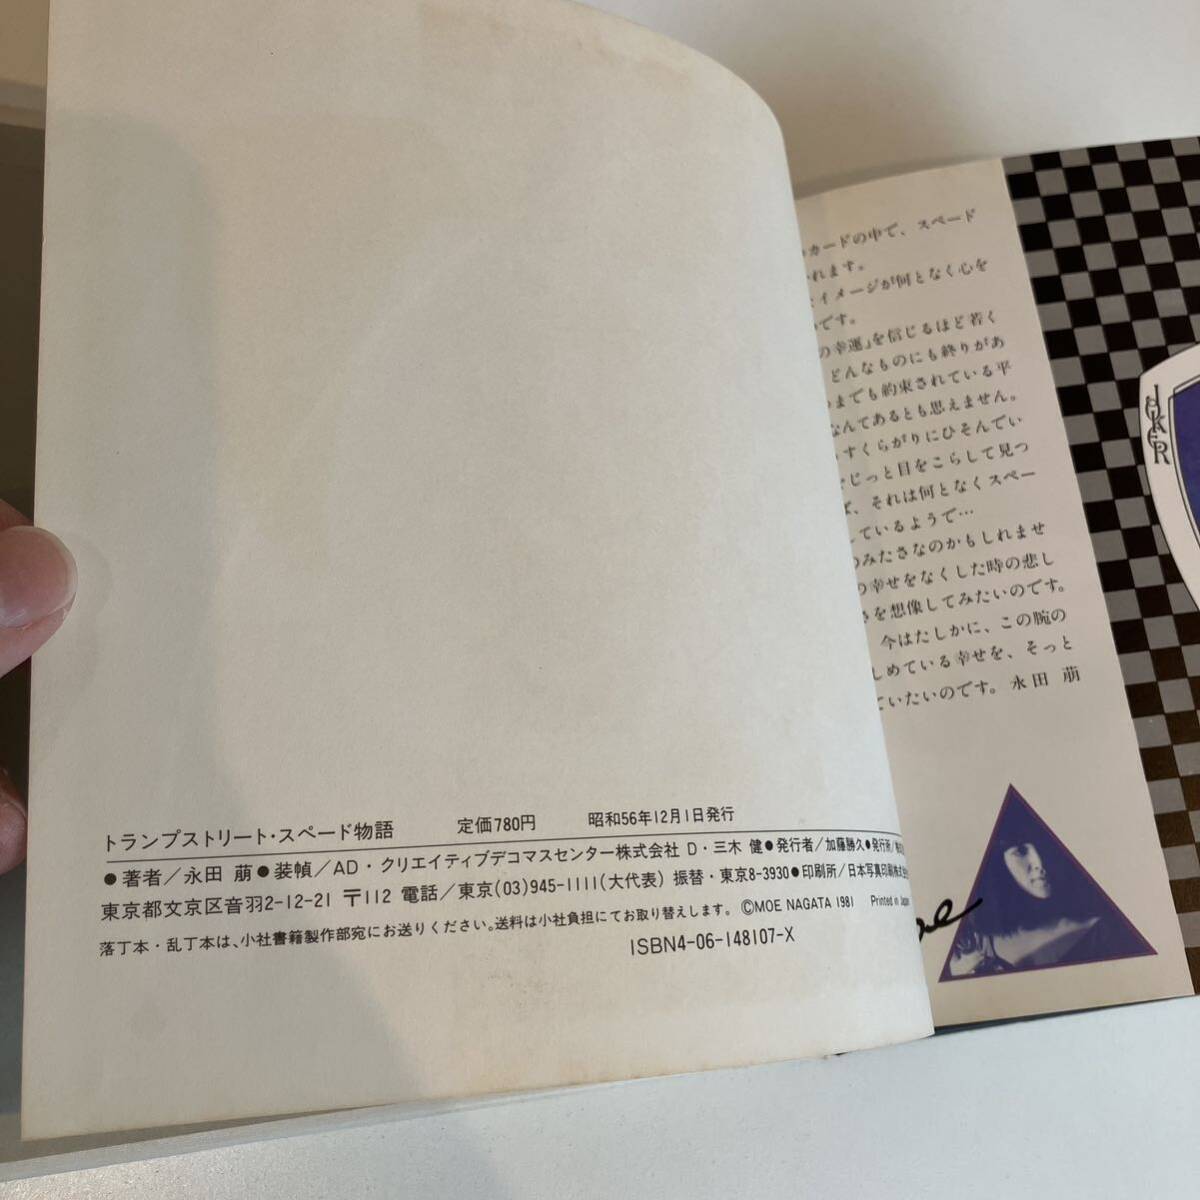 トランプストリート・スペード物語　定価780円　昭和56年12月1日発行
●著者/永田 萠●装幀/AD・クリエイティブデコマスセンター株式会社 D・三木 健●発行者/加藤勝久●発行所/
東京都文京区音羽2-12-21 〒112 電話/東京(03)945-1111(大代表) 振替・東京8-3930●印刷所/日本写真印刷株式会
落丁本・乱丁本は、小社書籍製作部宛にお送りください。送料は小社負担にてお取り替えします。 ©MOE NAGATA 1981 Printed in Japan
ISBN4-06-148107-X
カードの中で、スペード
れます。
イメージが何となく心を
です。
の幸運」を信じるほど若く
どんなものにも終りがあ
までも約束されている平
なんてあるとも思えません。
すくらがりにひそんでい
じっと目をこらして見つ
ば、それは何となくスペー
しているようで…
のみたさなのかもしれませ
の幸せをなくした時の悲し
さを想像してみたいのです。
今はたしかに、この腕の
しめている幸せを、そっと
ていたいのです。永田 萠
JOKER